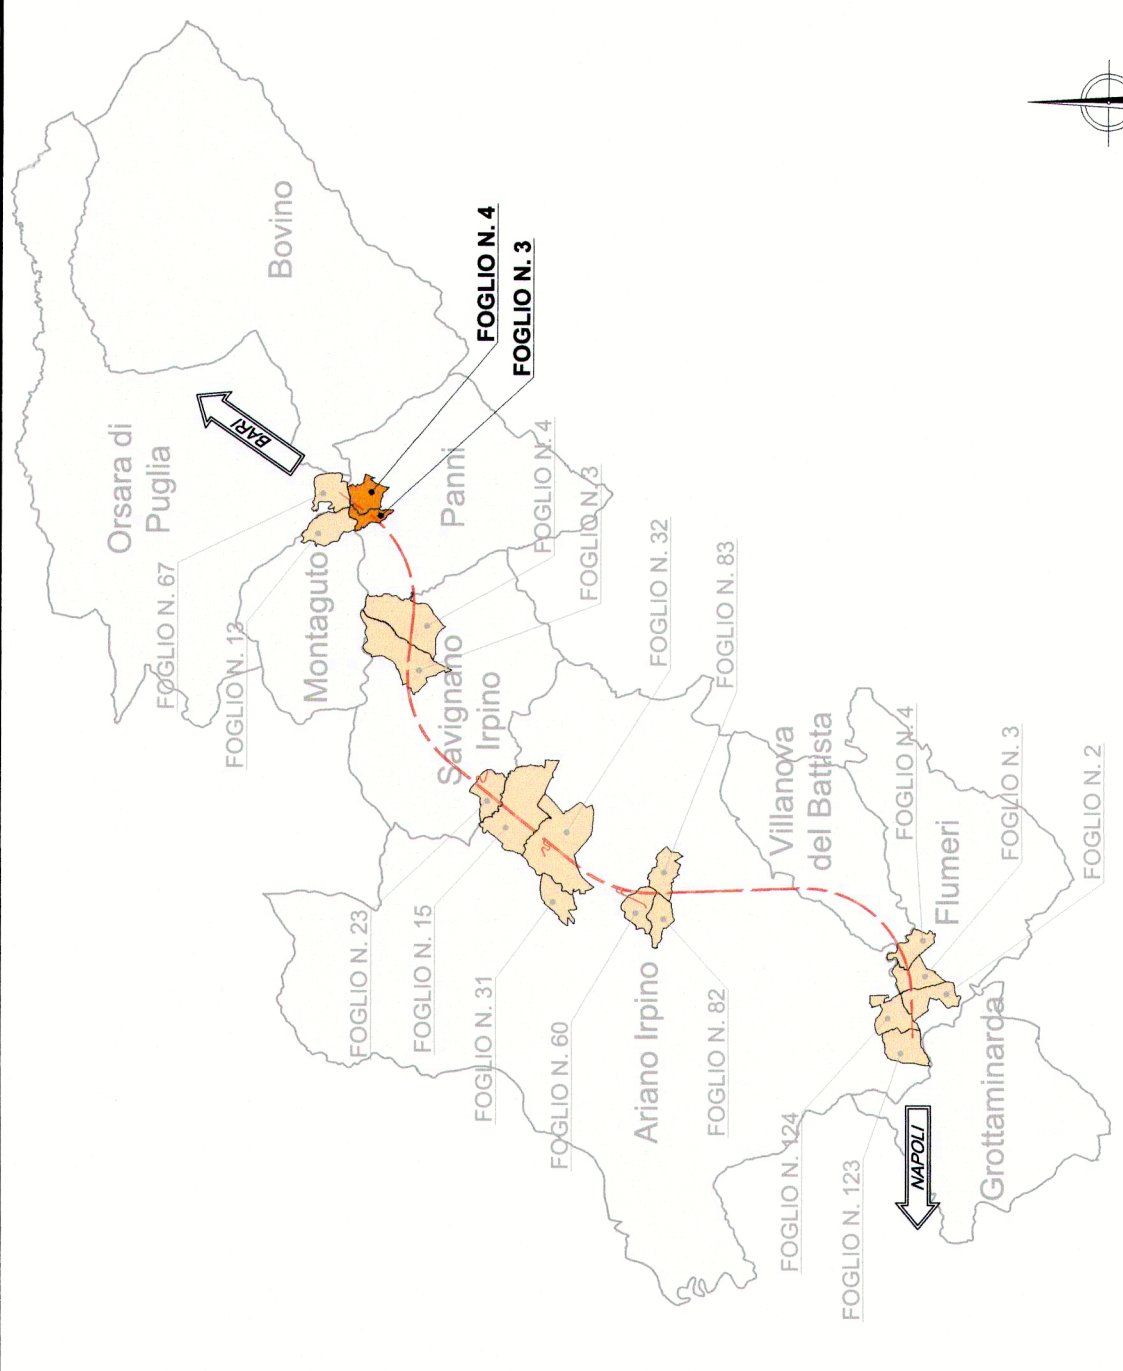 Bovino
FOGLIO N. 4
FOGLIO N. 3
BARI
Orsara di
Puglia
Panni
FOGLIO N. 4
FOGLIO N. 3
FOGLIO N. 67
FOGLIO N. 13
Montaguto
FOGLIO N. 32
FOGLIO N. 83
Savignano
Irpino
Villanova
del Battista
FOGLIO N. 4
Flumeri
FOGLIO N. 3
FOGLIO N. 2
FOGLIO N. 23
FOGLIO N. 15
FOGLIO N. 31
FOGLIO N. 60
Ariano Irpino
FOGLIO N. 82
FOGLIO N. 124
FOGLIO N. 123
NAPOLI
Grottaminarda